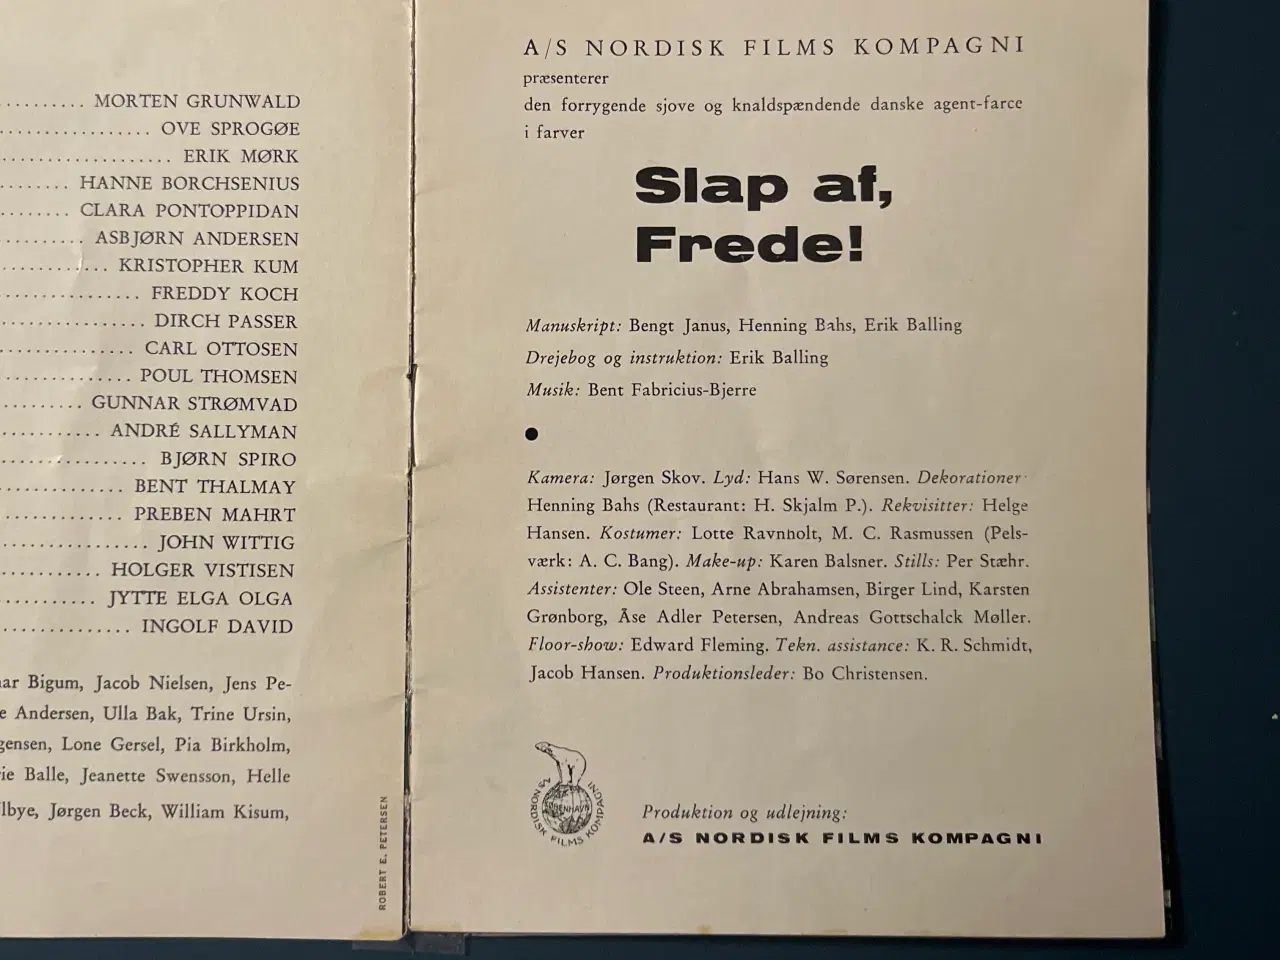 MORTEN GRUNWALD
OVE SPROGØE
ERIK MØRK
HANNE BORCHSENIUS
CLARA PONTOPPIDAN
ASBJØRN ANDERSEN
KRISTOPHER KUM
FREDDY KOCH
DIRCH PASSER
CARL OTTOSEN
POUL THOMSEN
GUNNAR STRØMVAD
ANDRÉ SALLYMAN
BJØRN SPIRO
BENT THALMAY
PREBEN MAHRT
JOHN WITTIG
HOLGER VISTISEN
JYTTE ELGA OLGA
INGOLF DAVID
Bigum, Jacob Nielsen, Jens Pe-
Andersen, Ulla Bak, Trine Ursin,
Lone Gersel, Pia Birkholm,
Balle, Jeanette Swensson, Helle
Jørgen Beck, William Kisum,
ROBERT E. PETERSEN
A/S NORDISK FILMS KOMPAGNI
præsenterer
den forrygende sjove og knaldspændende danske agent-farce
i farver
Slap af,
Frede!
Manuskript: Bengt Janus, Henning Bahs, Erik Balling
Drejebog og instruktion: Erik Balling
Musik: Bent Fabricius-Bjerre
Kamera: Jørgen Skov. Lyd: Hans W. Sørensen. Dekorationer:
Henning Bahs (Restaurant: H. Skjalm P.). Rekvisitter: Helge
Hansen. Kostumer: Lotte Ravnholt, M. C. Rasmussen (Pels-
værk: A. C. Bang). Make-up: Karen Balsner. Stills: Per Stæhr.
Assistenter: Ole Steen, Arne Abrahamsen, Birger Lind, Karsten
Grønborg, Åse Adler Petersen, Andreas Gottschalck Møller.
Floor-show: Edward Fleming. Tekn. assistance: K. R. Schmidt,
Jacob Hansen. Produktionsleder: Bo Christensen.
A/S NORDISK FILMS KOMPAGNI
KØBENHAVN
Produktion og udlejning:
A/S NORDISK FILMS KOMPAGNI